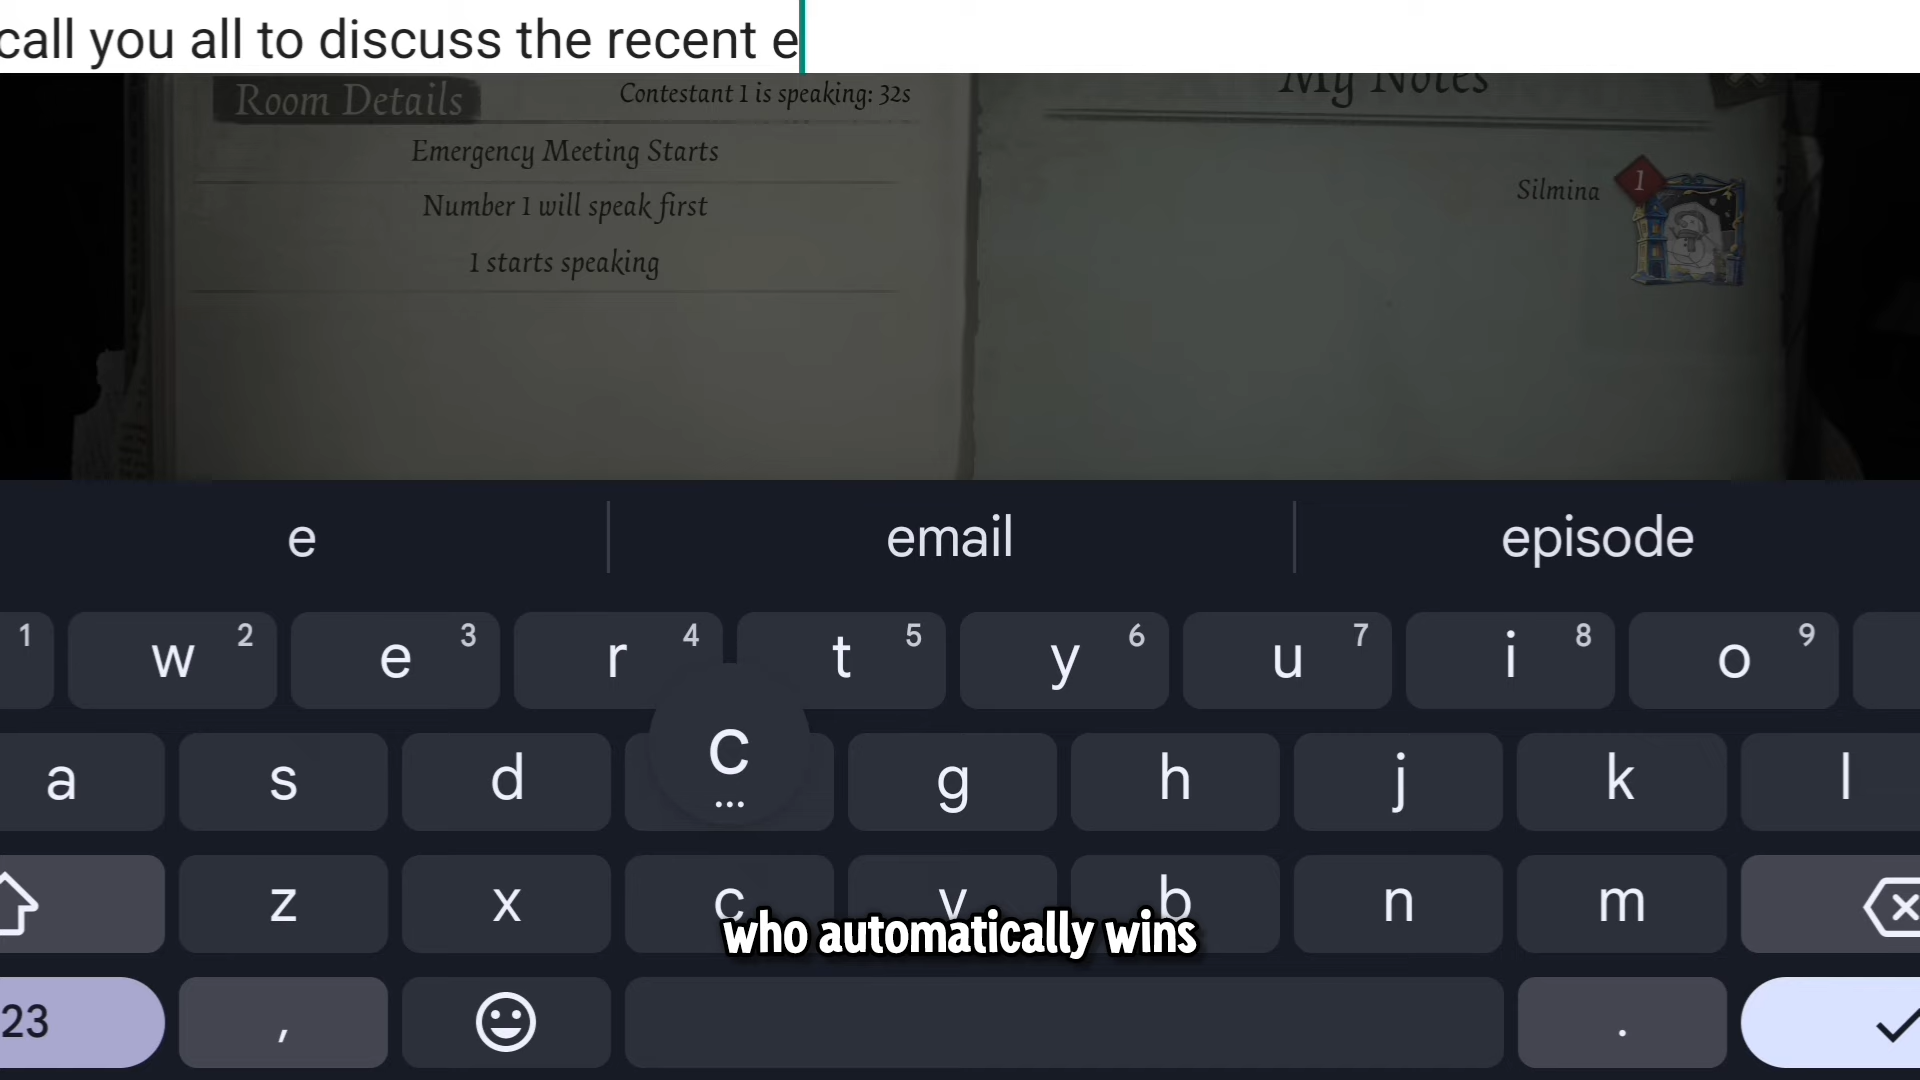 call you all to discuss the recent e
Room Details
Contestant 1 is speaking: 32s
My Notes
Emergency Meeting Starts
Number 1 will speak first
1 starts speaking
Silmina
1
e
email
episode
1
w 2
e 3
r 4
t 5
y 6
u 7
i 8
o 9
a
s
d
c
...
g
h
j
k
l
z
x
c
v
b
n
m
who automatically wins
23
,
.